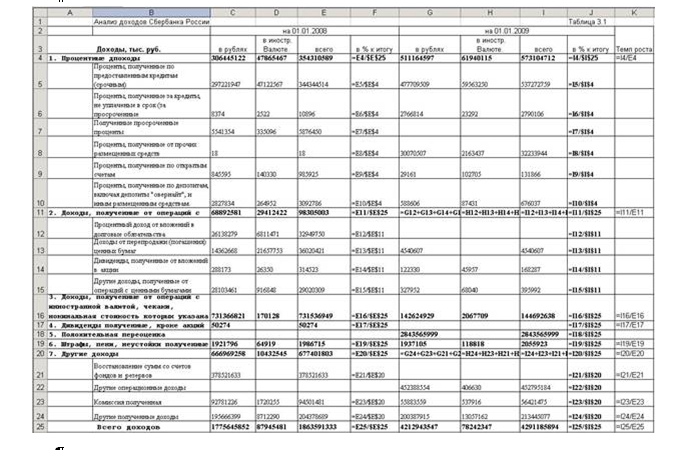 A B C D E F G H I J K
1 Анализ доходов Сбербанка России Таблица 3.1
2 на 01.01.2008 на 01.01.2009
в иностр. в иностр.
3 Доходы, тыс. руб. в рублях Валюте всего в % к итогу в рублях Валюте всего в % к итогу Темп роста
4 1. Процентные доходы 306445122 47865467 354310589 =E4/$E$25 511164597 61940115 573104712 =I4/$I$25 =I4/E4
Проценты, полученные по
предоставленным кредитам
5 (срочным) 297221947 47122567 344344514 =E5/$E$4 477709509 59563250 537272759 =I5/$I$4
Проценты, полученные за кредиты,
не уплаченные в срок (за
6 просроченные 8374 2522 10896 =E6/$E$4 2766814 23292 2790106 =I6/$I$4
Полученные просроченные
7 проценты 5541354 335096 5876450 =E7/$E$4 =I7/$I$4
Проценты, полученные от прочих
8 размещенных средств 18 18 =E8/$E$4 30070507 2163437 32233944 =I8/$I$4
Проценты, полученные по открытым
9 счетам 845595 140330 985925 =E9/$E$4 29161 102705 131866 =I9/$I$4
Проценты, полученные по депозитам,
включая депозиты "овернайт", и
10 иным размещенным средствам. 2827834 264952 3092786 =E10/$E$4 588606 87431 676037 =I10/$I$4
11 2. Доходы, полученные от операций с 68892581 29412422 98305003 =E11/$E$25 =G12+G13+G14+G1 =H12+H13+H14+H =I12+I13+I14+I =I11/$I$25 =I11/E11
Процентный доход от вложений в
12 долговые обязательства 26138279 6811471 32949750 =E12/$E$11 =I12/$I$11
Доходы от перепродажи (погашения)
13 ценных бумаг 14362668 21657753 36020421 =E13/$E$11 4540607 4540607 =I13/$I$11
Дивиденды, полученные от вложений
14 в акции 288173 26350 314523 =E14/$E$11 122330 45957 168287 =I14/$I$11
Другие доходы, полученные от
15 операций с ценными бумагами 28103461 916848 29020309 =E15/$E$11 327952 68040 395992 =I15/$I$11
3. Доходы, полученные от операций с
иностранной валютой, чеками,
16 номинальная стоимость которых указана 731366821 170128 731536949 =E16/$E$25 142624929 2067709 144692638 =I16/$I$25 =I16/E16
17 4. Дивиденды полученные, кроме акций 50274 50274 =E17/$E$25 =I17/$I$25 =I17/E17
18 5. Положительная переоценка 2843565999 2843565999 =I18/$I$25
19 6. Штрафы, пени, неустойки полученные 1921796 64919 1986715 =E19/$E$25 1937105 118818 2055923 =I19/$I$25 =I19/E19
20 7. Другие доходы 666969258 10432545 677401803 =E20/$E$25 =G24+G23+G21+G2 =H24+H23+H21+H =I24+I23+I21+I =I20/$I$25 =I20/E20
Восстановление сумм со счетов
21 фондов и резервов 378521633 378521633 =E21/$E$20 =I21/$I$20 =I21/E21
22 Другие операционные доходы 452388554 406630 452795184 =I22/$I$20
23 Комиссия полученная 92781226 1720255 94501481 =E23/$E$20 55883559 537916 56421475 =I23/$I$20 =I23/E23
24 Другие полученные доходы 195666399 8712290 204378689 =E24/$E$20 200387915 13057162 213445077 =I24/$I$20 =I24/E24
25 Всего доходов 1775645852 87945481 1863591333 =E25/$E$25 4212943547 78242347 4291185894 =I25/$I$25 =I25/E25